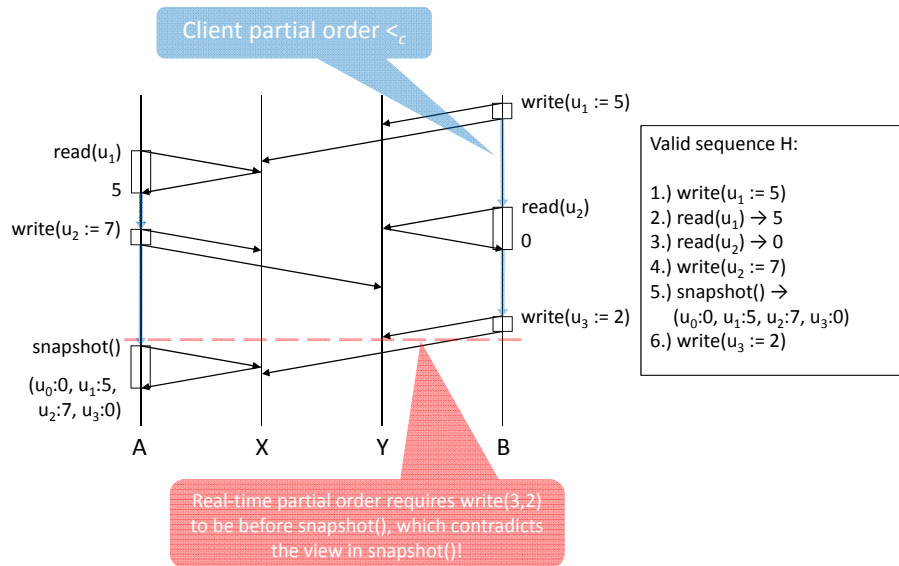 Client partial order <c
write(u1 := 5)
read(u1)
5
write(u2 := 7)
read(u2)
0
write(u3 := 2)
snapshot()
(u0:0, u1:5,
u2:7, u3:0)
A X Y B
Valid sequence H:
1.) write(u1 := 5)
2.) read(u1) → 5
3.) read(u2) → 0
4.) write(u2 := 7)
5.) snapshot() →
(u0:0, u1:5, u2:7, u3:0)
6.) write(u3 := 2)
Real-time partial order requires write(3,2)
to be before snapshot(), which contradicts
the view in snapshot()!